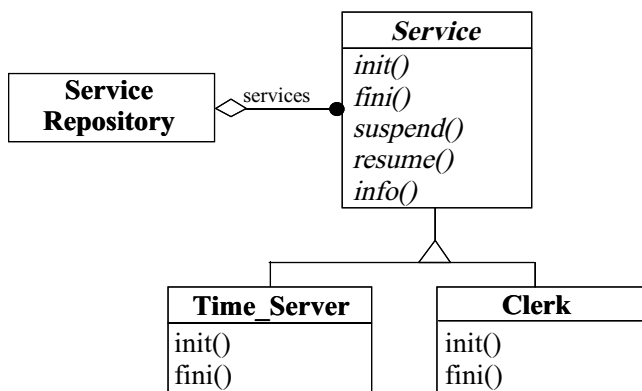 Service
init()
fini()
suspend()
resume()
info()
Service
Repository
services
Time_Server
init()
fini()
Clerk
init()
fini()